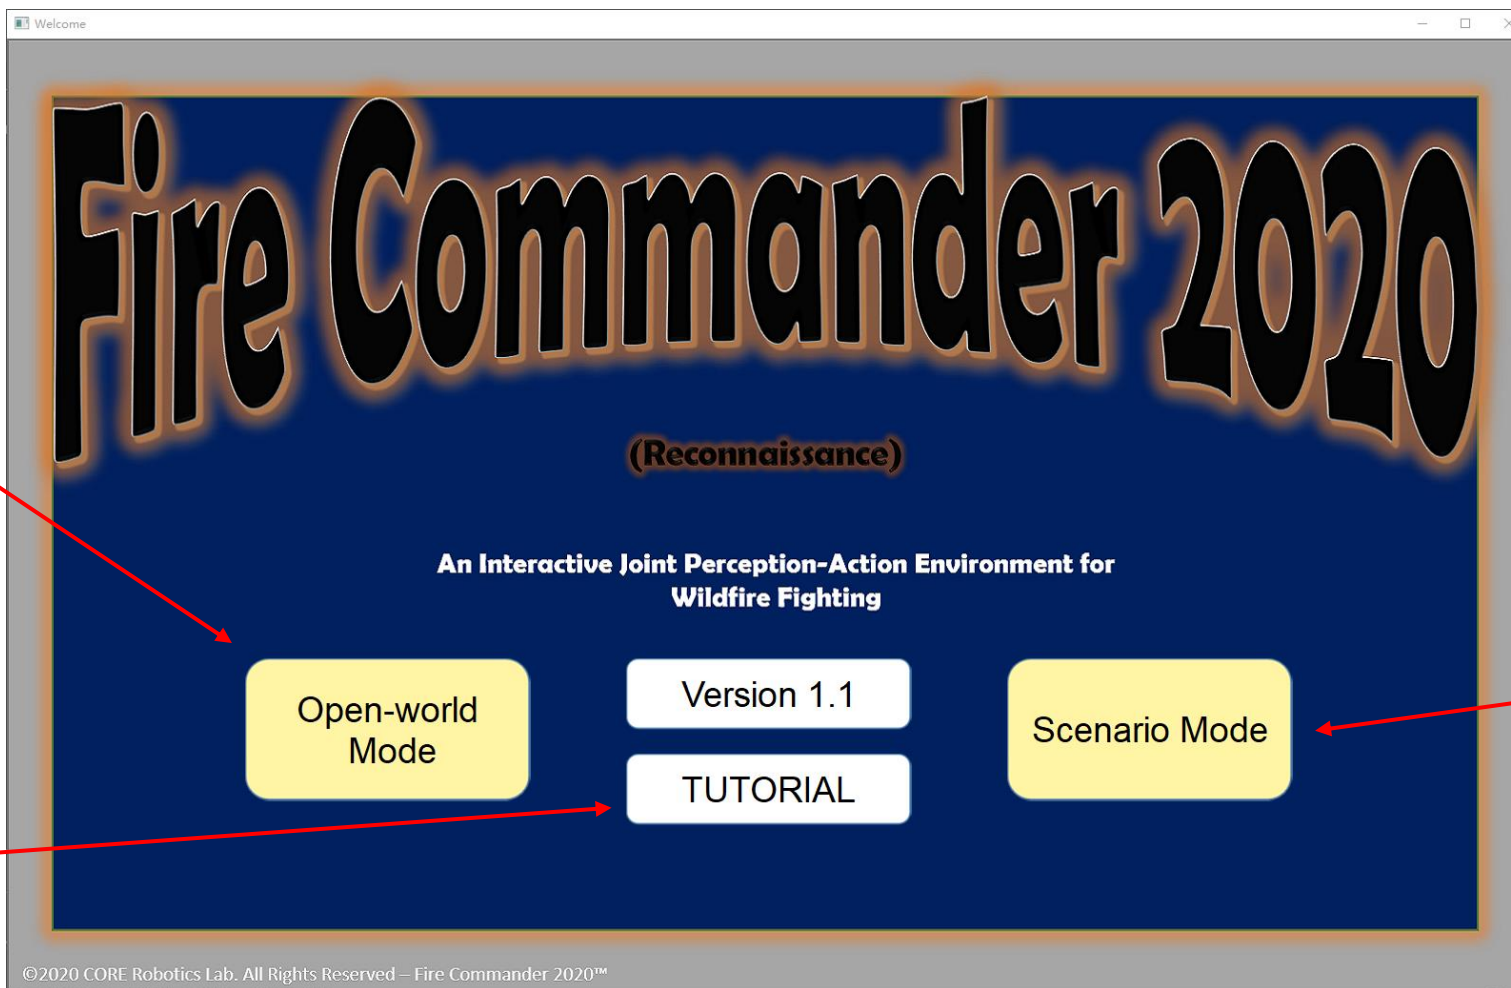 Welcome
Fire Commander 2020
(Reconnaissance)
An Interactive Joint Perception-Action Environment for
Wildfire Fighting
Open-world
Mode
Version 1.1
TUTORIAL
Scenario Mode
©2020 CORE Robotics Lab. All Rights Reserved – Fire Commander 2020™